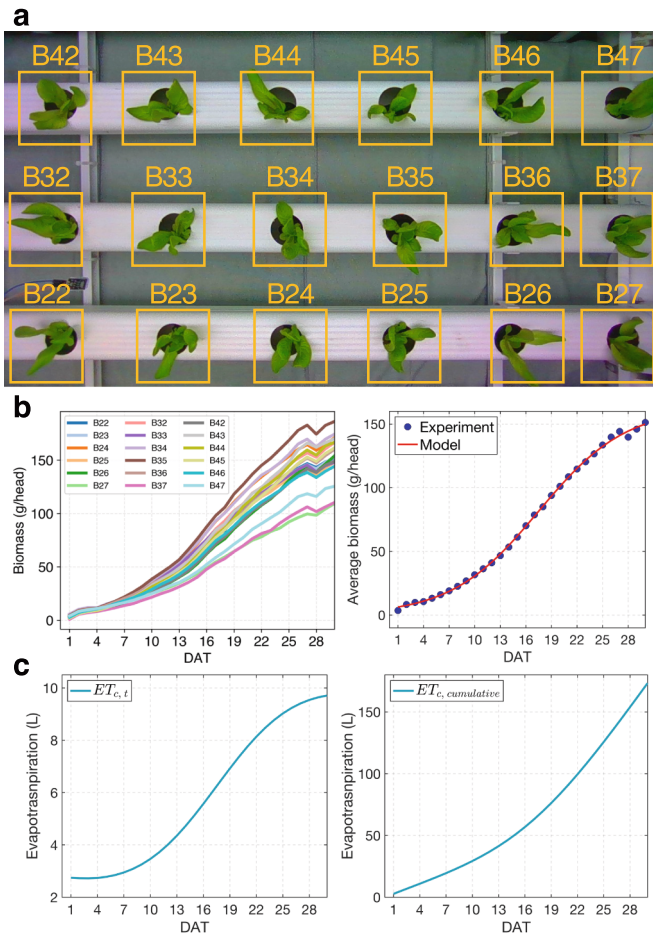 a
B42 B43 B44 B45 B46 B47
B32 B33 B34 B35 B36 B37
B22 B23 B24 B25 B26 B27
b
Biomass (g/head)
150
100
50
0
B22 B32 B42
B23 B33 B43
B24 B34 B44
B25 B35 B45
B26 B36 B46
B27 B37 B47
1 4 7 10 13 16 19 22 25 28
DAT
Average biomass (g/head)
150
100
50
0
Experiment
Model
1 4 7 10 13 16 19 22 25 28
DAT
c
Evapotrasnpiration (L)
10
8
6
4
2
ETc, t
1 4 7 10 13 16 19 22 25 28
DAT
Evapotrasnpiration (L)
150
100
50
0
ETc, cumulative
1 4 7 10 13 16 19 22 25 28
DAT